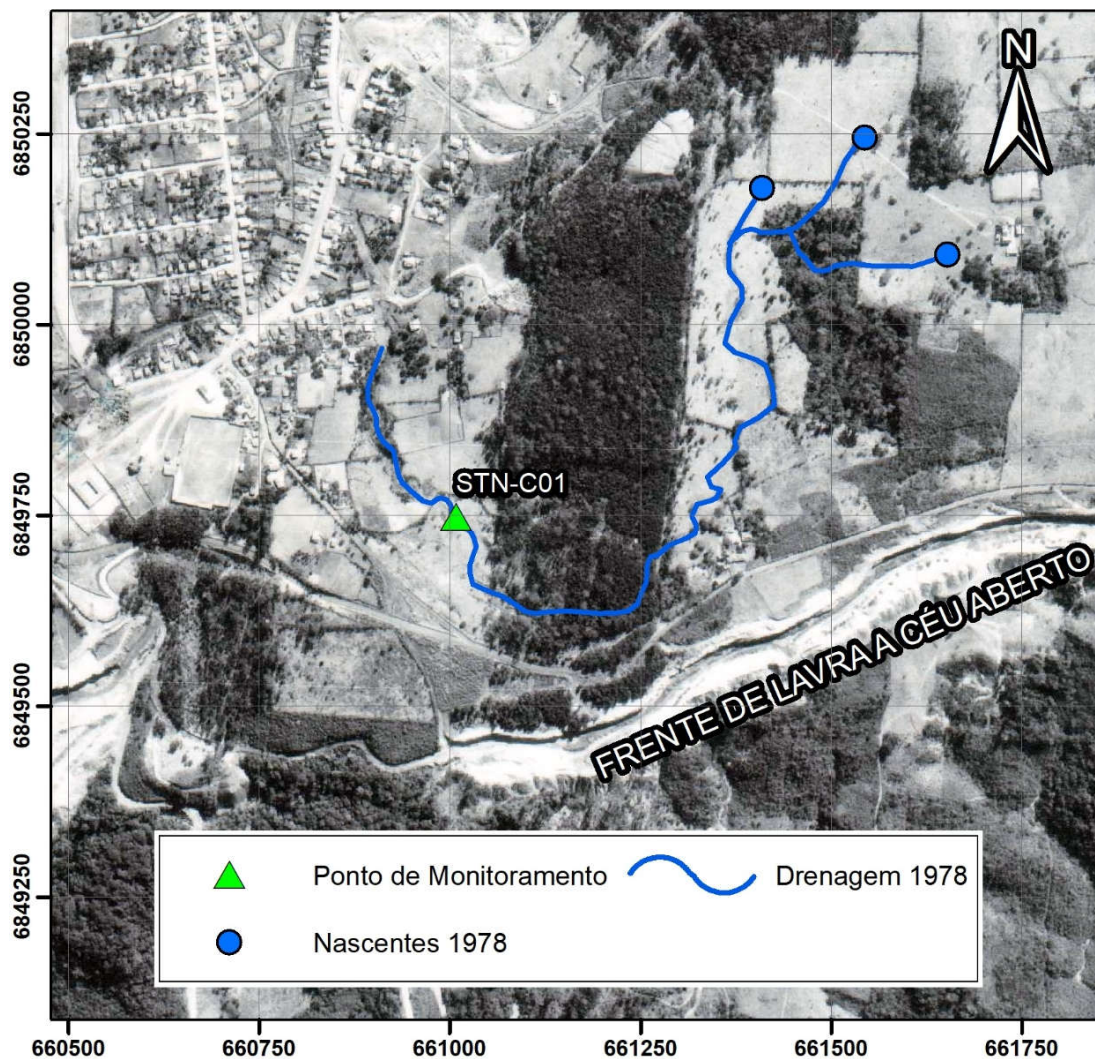 N
6850250
6850000
6849750
6849500
6849250
STN-C01
FRENTE DE LAVRA A CÉU ABERTO
Ponto de Monitoramento
Drenagem 1978
Nascentes 1978
660500
660750
661000
661250
661500
661750